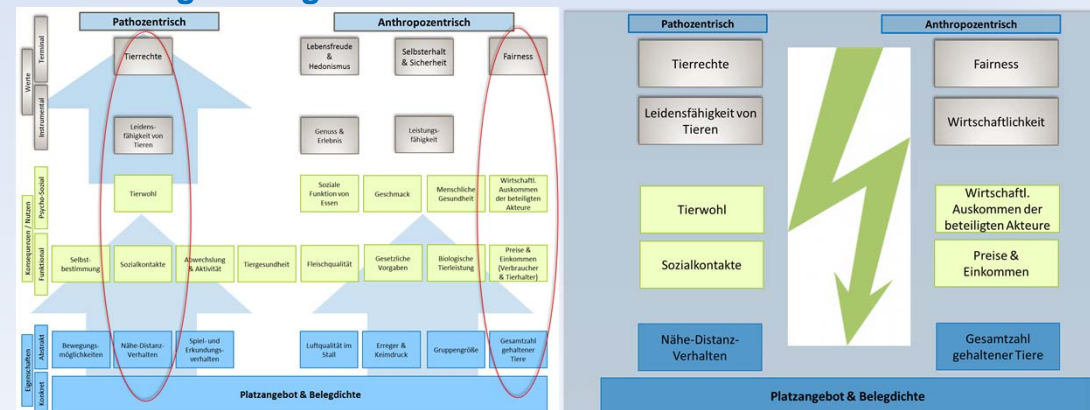 Pathozentrisch
Anthropozentrisch
Werte
Terminal
Tierrechte
Lebensfreude
&
Hedonismus
Selbsterhalt
& Sicherheit
Fairness
Instrumental
Leidens-
fähigkeit von
Tieren
Genuss &
Erlebnis
Leistungs-
fähigkeit
Konsequenzen / Nutzen
Psycho-Sozial
Tierwohl
Soziale
Funktion von
Essen
Geschmack
Menschliche
Gesundheit
Wirtschaftl.
Auskommen
der beteiligten
Akteure
Funktional
Selbst-
bestimmung
Sozialkontakte
Abwechslung
& Aktivität
Tiergesundheit
Fleischqualität
Gesetzliche
Vorgaben
Biologische
Tierleistung
Preise &
Einkommen
(Verbraucher
& Tierhalter)
Eigenschaften
Abstrakt
Bewegungs-
möglichkeiten
Nähe-Distanz-
Verhalten
Spiel- und
Erkundungs-
verhalten
Luftqualität im
Stall
Erreger &
Keimdruck
Gruppengröße
Gesamtzahl
gehaltener
Tiere
Konkret
Platzangebot & Belegdichte
Pathozentrisch
Anthropozentrisch
Tierrechte
Fairness
Leidensfähigkeit von
Tieren
Wirtschaftlichkeit
Tierwohl
Wirtschaftl.
Auskommen der
beteiligten Akteure
Sozialkontakte
Preise &
Einkommen
Nähe-Distanz-
Verhalten
Gesamtzahl
gehaltener Tiere
Platzangebot & Belegdichte